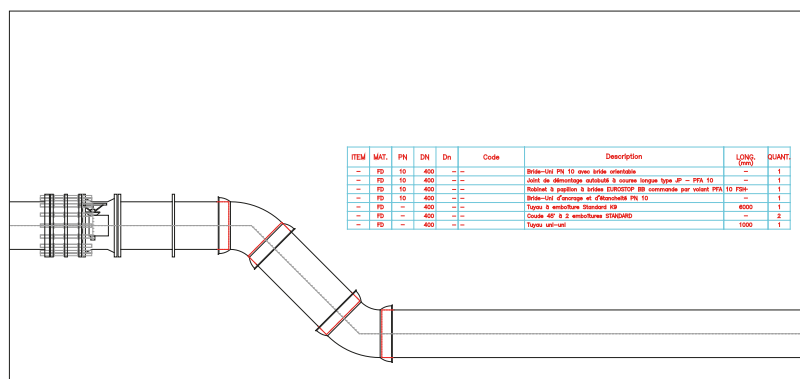 ITEM MAT. PN DN Dn Code Description LONG. (mm) QUANT.
- FD 10 400 - - Bride-Uni PN 10 avec bride orientable - 1
- FD 10 400 - - Joint de démontage autobuté à course longue type JP - PFA 10 - 1
- FD 10 400 - - Robinet à papillon à brides EUROSTOP BB commande par volant PFA 10 FSH- 1
- FD 10 400 - - Bride-Uni d'ancrage et d'étancheité PN 10 - 1
- FD - 400 - - Tuyau à emboîture Standard K9 6000 1
- FD - 400 - - Coude 45° à 2 emboîtures STANDARD - 2
- FD - 400 - - Tuyau uni-uni 1000 1